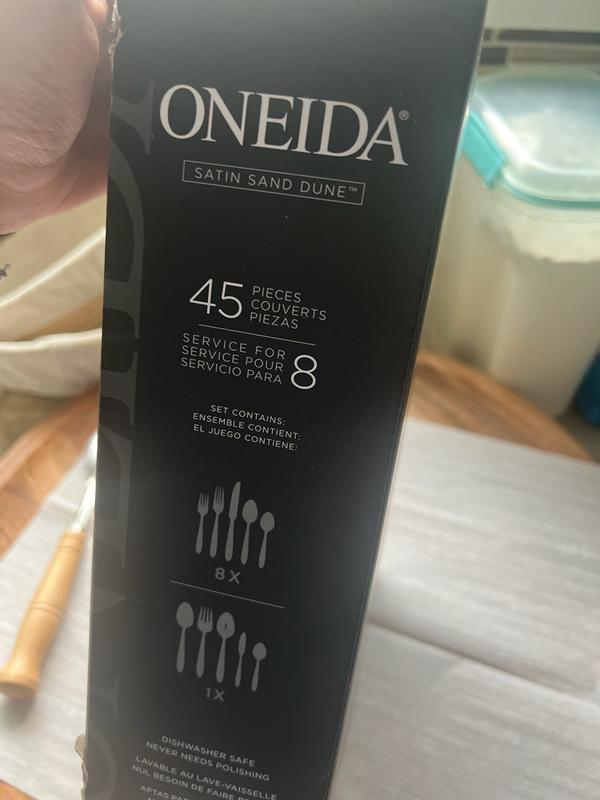 ONEIDA®
SATIN SAND DUNE™
45 PIECES
COUVERTS
PIEZAS
SERVICE FOR
SERVICE POUR
SERVICIO PARA
8
SET CONTAINS:
ENSEMBLE CONTIENT:
EL JUEGO CONTIENE:
8X
1X
DISHWASHER SAFE
NEVER NEEDS POLISHING
LAVABLE AU LAVE-VAISSELLE
NUL BESOIN DE FAIRE
APTAS